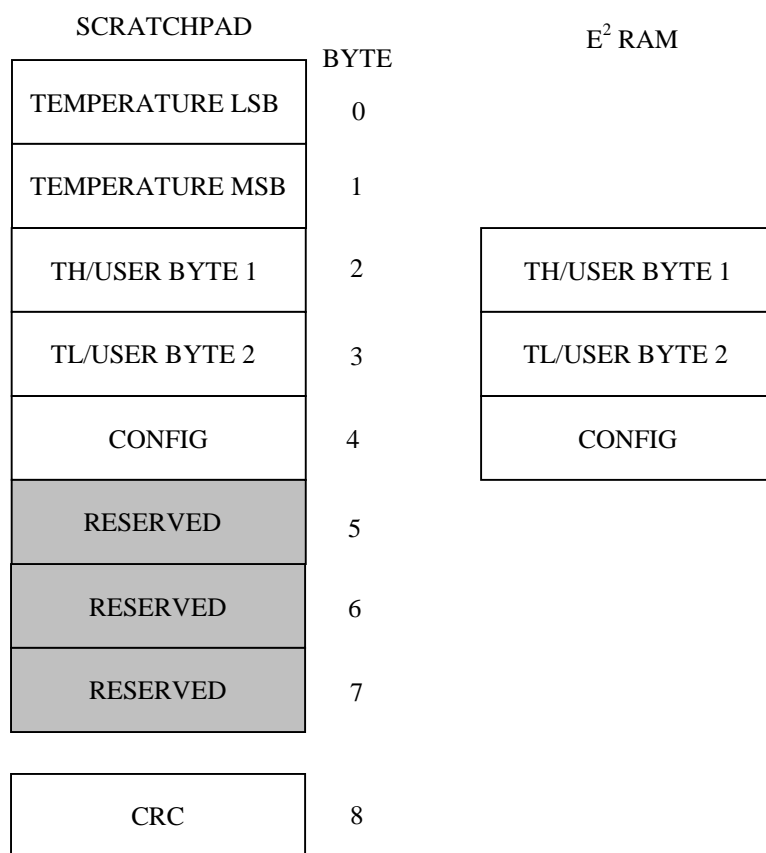 SCRATCHPAD
BYTE
E² RAM
TEMPERATURE LSB
0
TEMPERATURE MSB
1
TH/USER BYTE 1
2
TH/USER BYTE 1
TL/USER BYTE 2
3
TL/USER BYTE 2
CONFIG
4
CONFIG
RESERVED
5
RESERVED
6
RESERVED
7
CRC
8